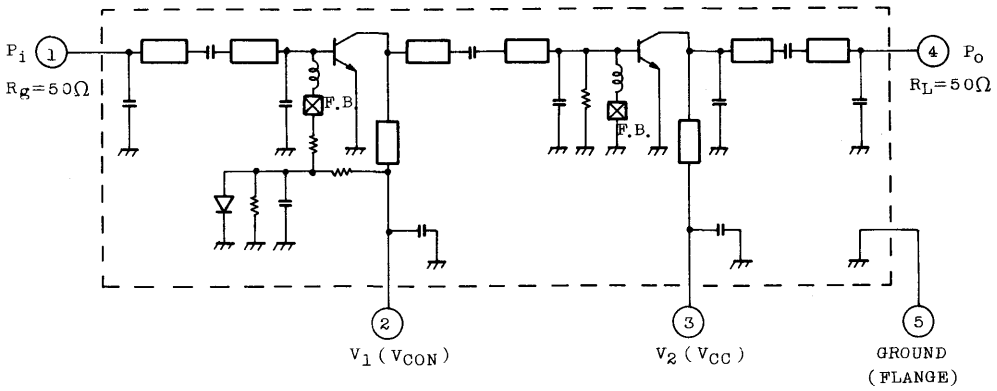 Pi 1
Rg=50Ω
F.B.
F.B.
4 Po
RL=50Ω
2
V1(VCON)
3
V2(VCC)
5
GROUND
(FLANGE)